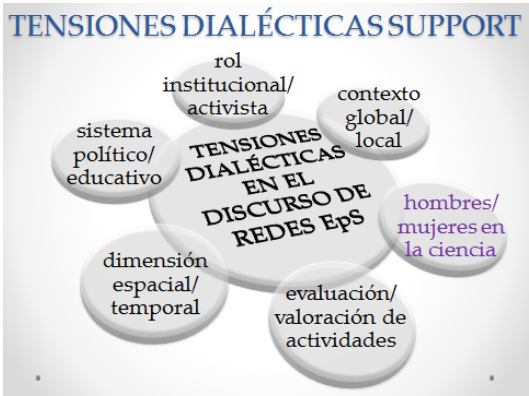 TENSIONES DIALÉCTICAS SUPPORT
rol
institucional/
activista
contexto
global/
local
sistema
político/
educativo
TENSIONES
DIALÉCTICAS
EN EL
DISCURSO DE
REDES EpS
hombres/
mujeres en
la ciencia
dimensión
espacial/
temporal
evaluación/
valoración de
actividades